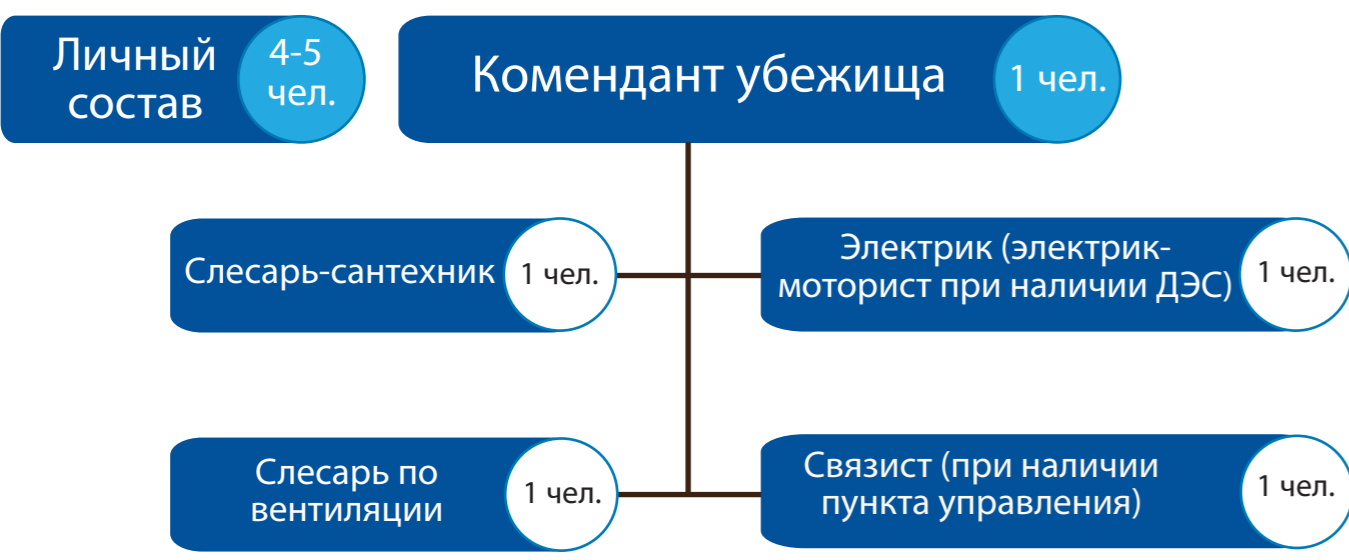 Личный
состав
4-5
чел.
Комендант убежища
1 чел.
Слесарь-сантехник
1 чел.
Электрик (электрик-
моторист при наличии ДЭС)
1 чел.
Слесарь по
вентиляции
1 чел.
Связист (при наличии
пункта управления)
1 чел.